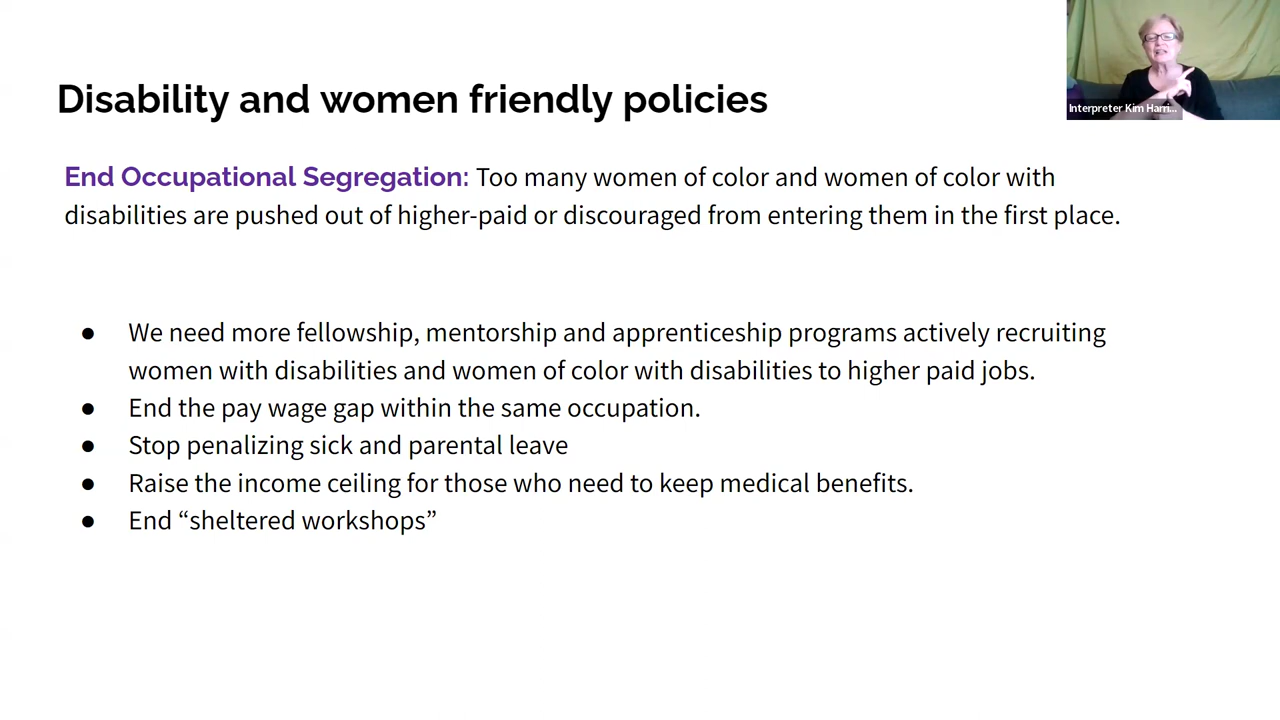 Disability and women friendly policies
Interpreter Kim Harri...
End Occupational Segregation: Too many women of color and women of color with
disabilities are pushed out of higher-paid or discouraged from entering them in the first place.
● We need more fellowship, mentorship and apprenticeship programs actively recruiting
women with disabilities and women of color with disabilities to higher paid jobs.
● End the pay wage gap within the same occupation.
● Stop penalizing sick and parental leave
● Raise the income ceiling for those who need to keep medical benefits.
● End “sheltered workshops”